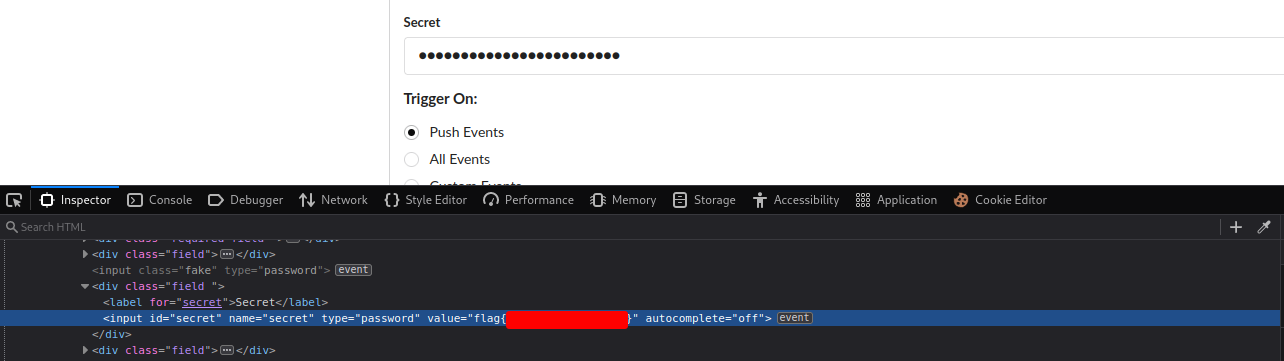 Secret
●●●●●●●●●●●●●●●●●●●●●●●●
Trigger On:
Push Events
All Events
Custom Events
Inspector Console Debugger Network Style Editor Performance Memory Storage Accessibility Application Cookie Editor
Search HTML
<div class="required field ">···</div>
<div class="field">···</div>
<input class="fake" type="password"> event
<div class="field ">
<label for="secret">Secret</label>
<input id="secret" name="secret" type="password" value="flag{}" autocomplete="off"> event
</div>
<div class="field">···</div>